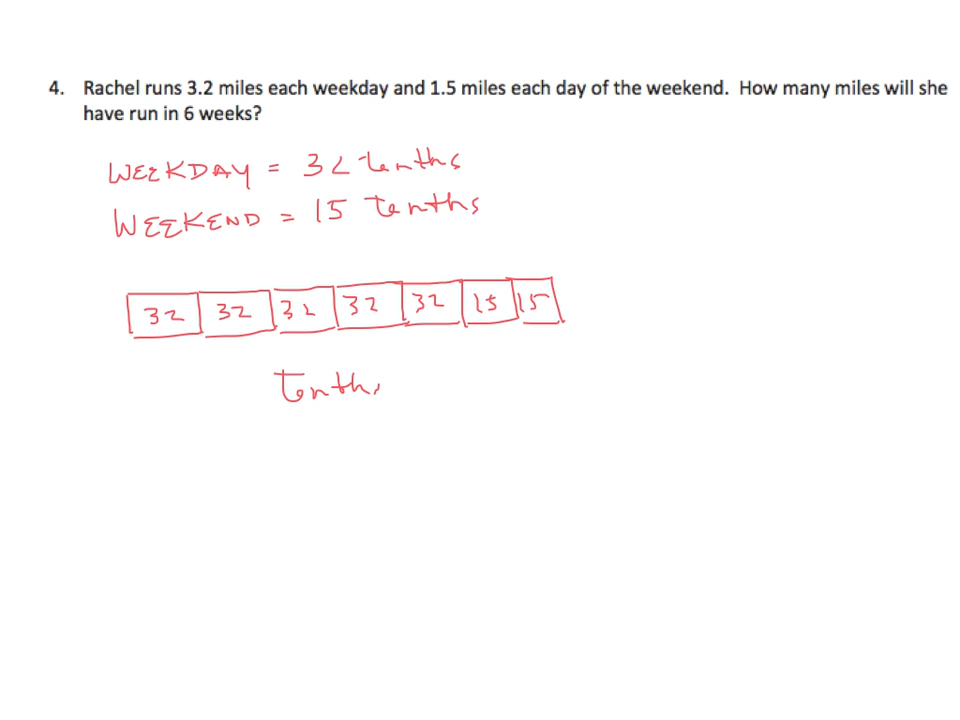 4. Rachel runs 3.2 miles each weekday and 1.5 miles each day of the weekend. How many miles will she
have run in 6 weeks?
WEEKDAY = 32 tenths
WEEKEND = 15 tenths
32 32 32 32 32 15 15
tenths